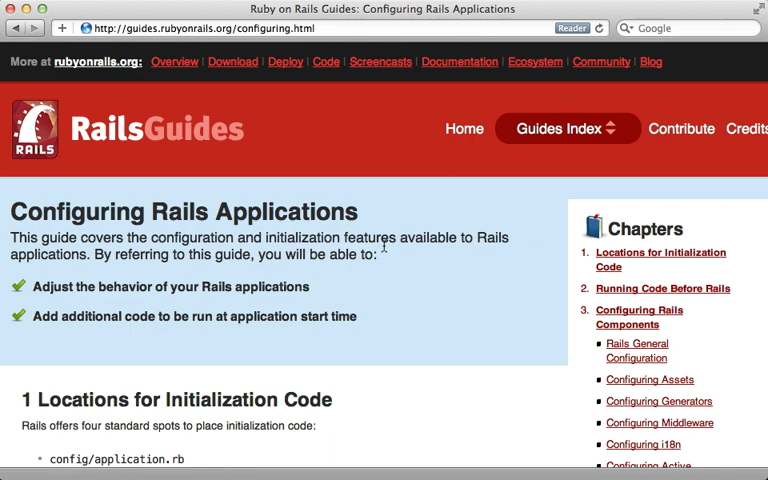 Ruby on Rails Guides: Configuring Rails Applications
http://guides.rubyonrails.org/configuring.html
Reader
Google
More at rubyonrails.org: Overview | Download | Deploy | Code | Screencasts | Documentation | Ecosystem | Community | Blog
RAILS
RailsGuides
Home
Guides Index
Contribute
Credits
Configuring Rails Applications
This guide covers the configuration and initialization features available to Rails
applications. By referring to this guide, you will be able to:
Adjust the behavior of your Rails applications
Add additional code to be run at application start time
1 Locations for Initialization Code
Rails offers four standard spots to place initialization code:
config/application.rb
Chapters
1. Locations for Initialization
Code
2. Running Code Before Rails
3. Configuring Rails
Components
Rails General
Configuration
Configuring Assets
Configuring Generators
Configuring Middleware
Configuring i18n
Configuring Active